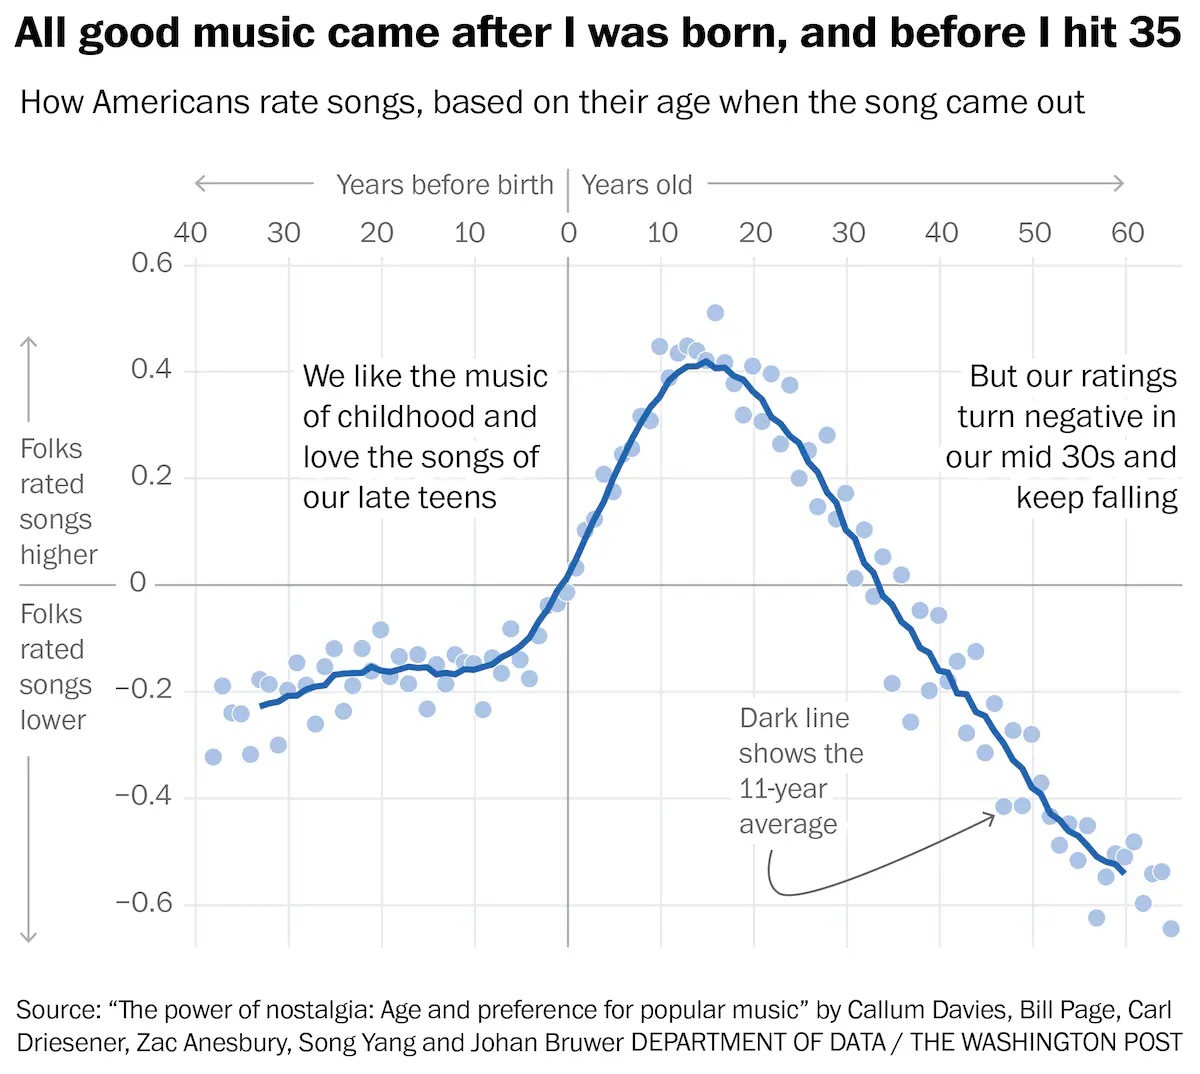 All good music came after I was born, and before I hit 35
How Americans rate songs, based on their age when the song came out
Years before birth
Years old
40 30 20 10 0 10 20 30 40 50 60
0.6
0.4
0.2
0
−0.2
−0.4
−0.6
Folks
rated
songs
higher
Folks
rated
songs
lower
We like the music
of childhood and
love the songs of
our late teens
But our ratings
turn negative in
our mid 30s and
keep falling
Dark line
shows the
11-year
average
Source: “The power of nostalgia: Age and preference for popular music” by Callum Davies, Bill Page, Carl
Driesener, Zac Anesbury, Song Yang and Johan Bruwer DEPARTMENT OF DATA / THE WASHINGTON POST